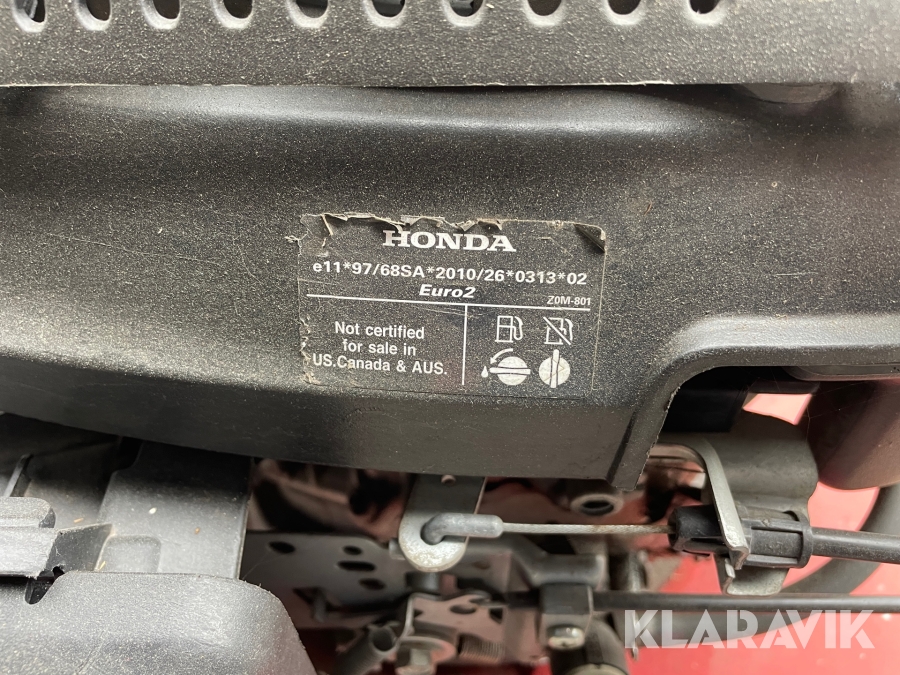 HONDA
e11*97/68SA*2010/26*0313*02
Euro2
Z0M-801
Not certified
for sale in
US.Canada & AUS.
KLARAVIK